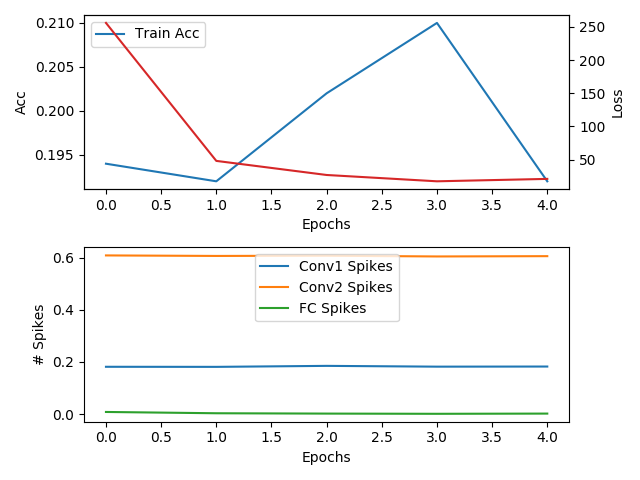 0.210
0.205
0.200
0.195
Acc
Train Acc
250
200
150
100
50
Loss
0.0 0.5 1.0 1.5 2.0 2.5 3.0 3.5 4.0
Epochs
0.6
0.4
0.2
0.0
# Spikes
Conv1 Spikes
Conv2 Spikes
FC Spikes
0.0 0.5 1.0 1.5 2.0 2.5 3.0 3.5 4.0
Epochs